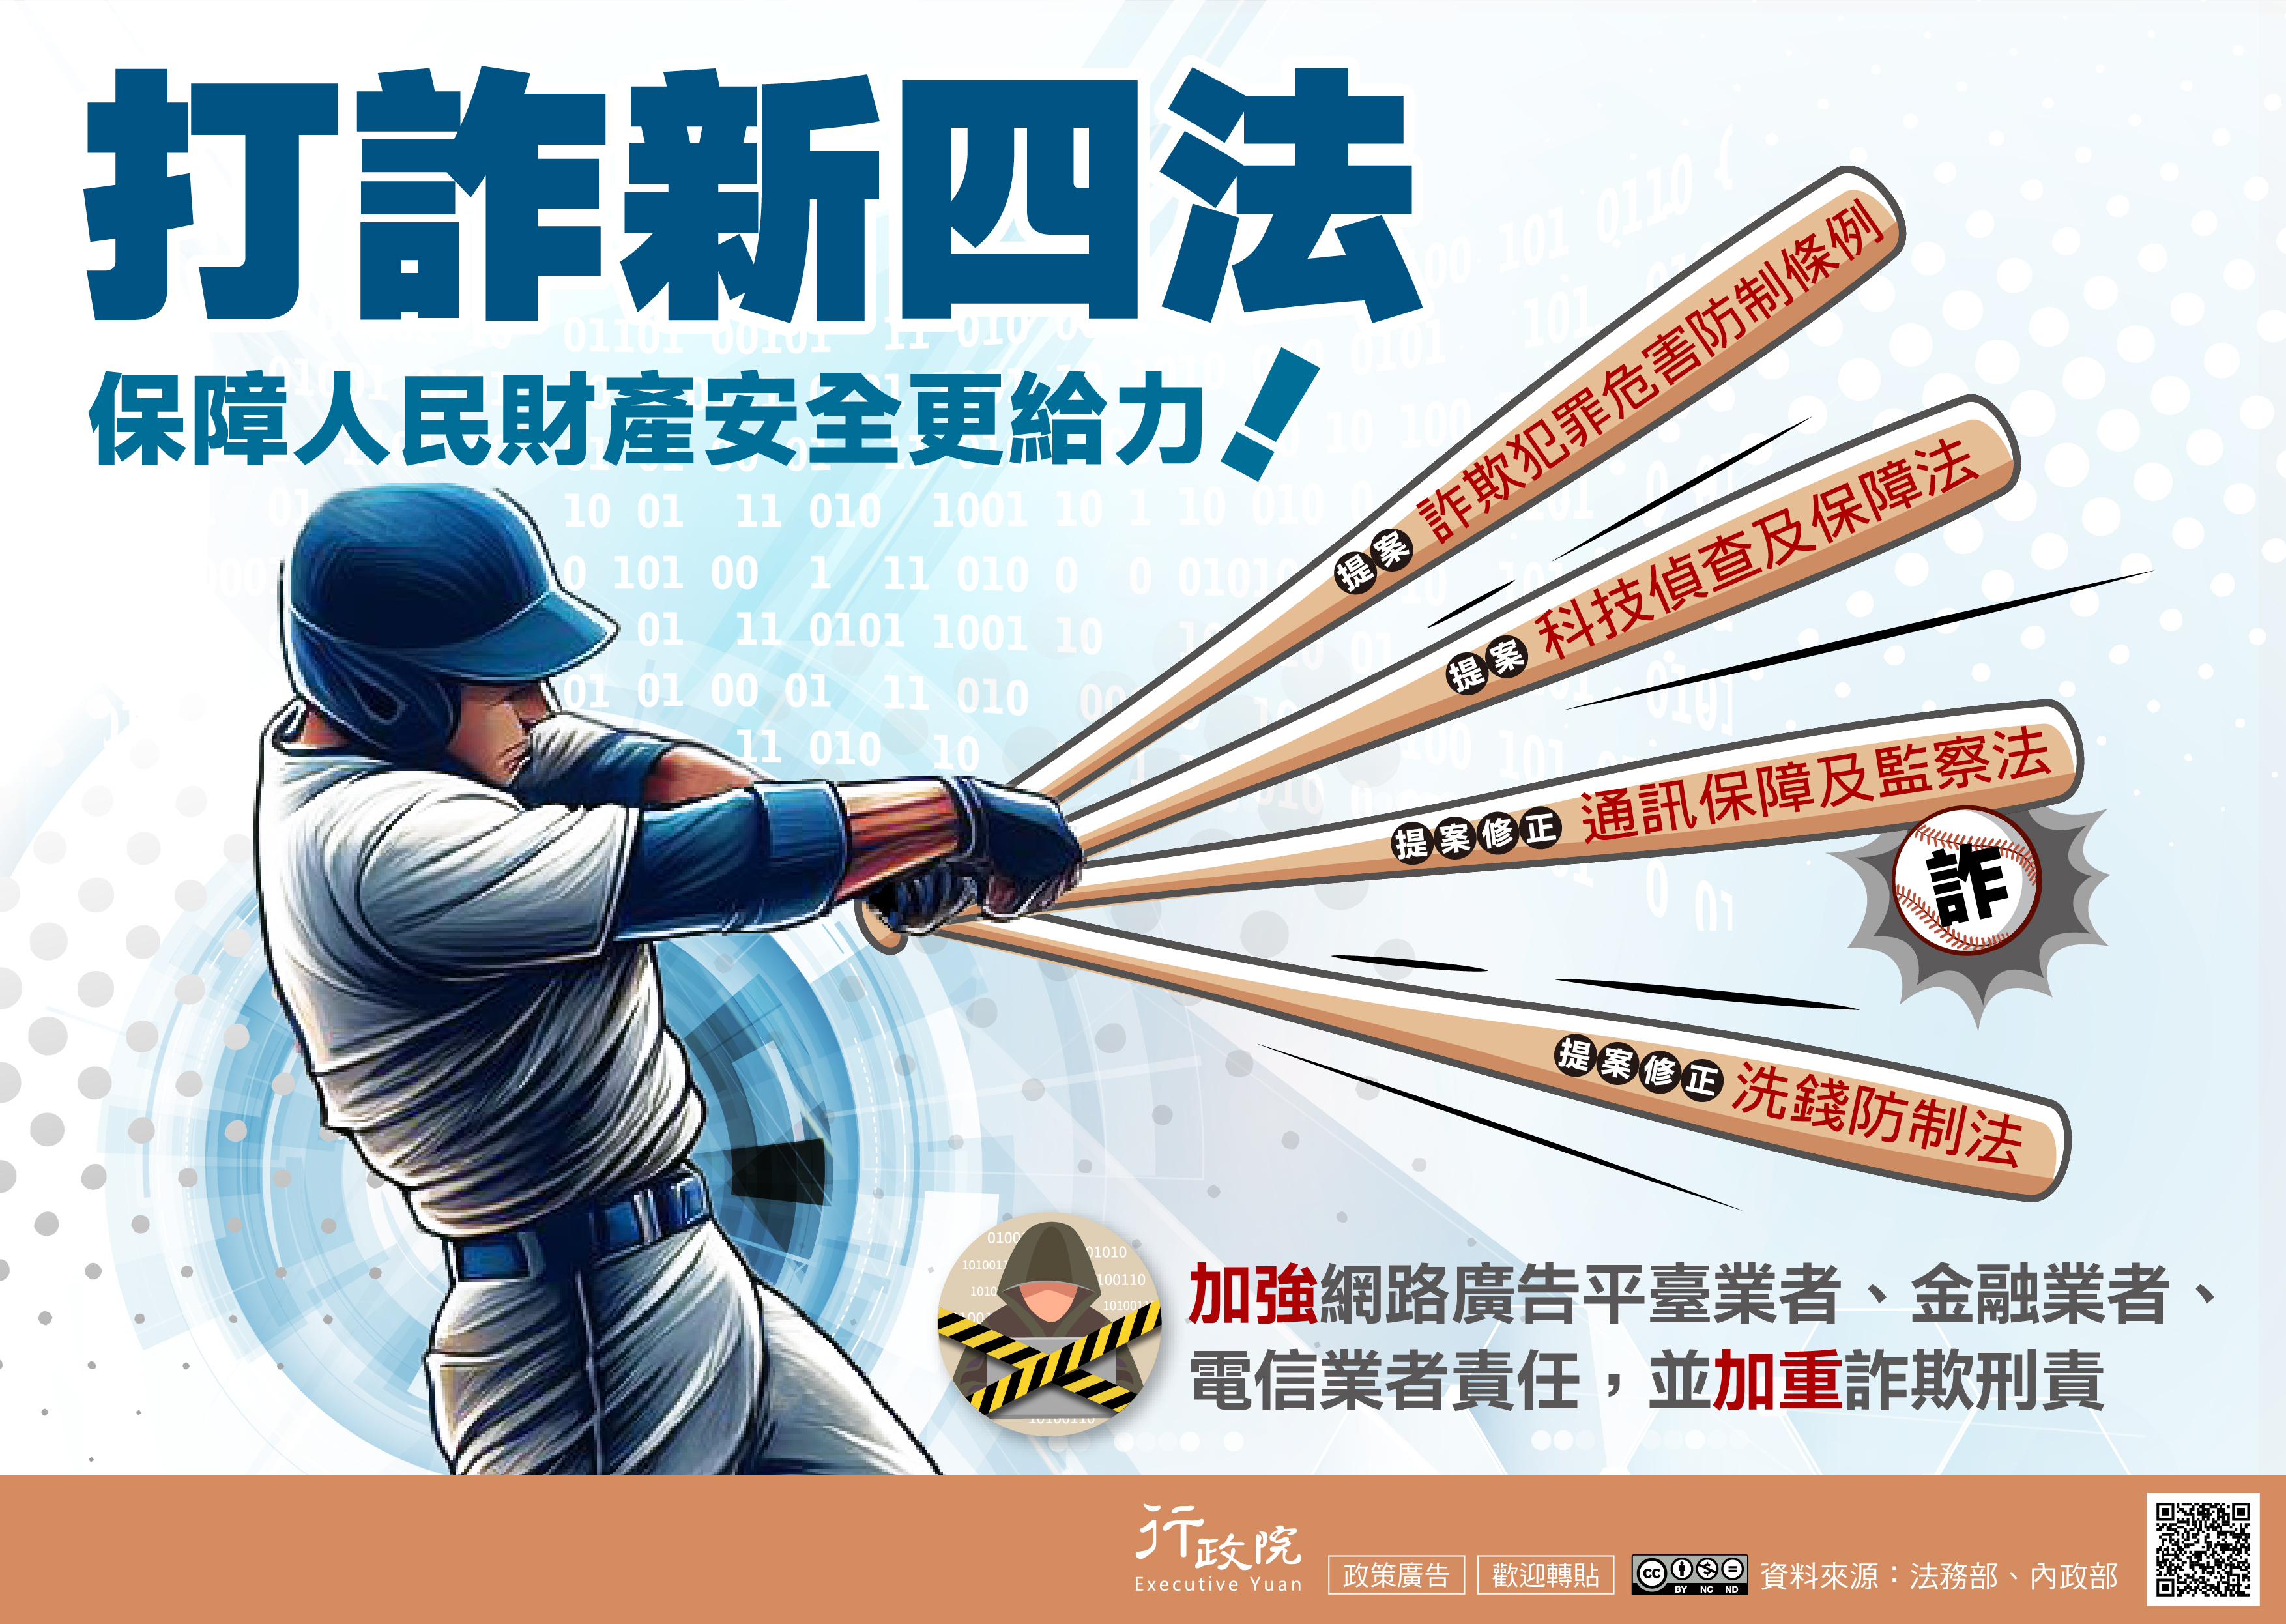 打詐新四法
保障人民財產安全更給力！
提案 詐欺犯罪危害防制條例
提案 科技偵查及保障法
提案修正 通訊保障及監察法
詐
提案修正 洗錢防制法
加強網路廣告平臺業者、金融業者、
電信業者責任，並加重詐欺刑責
行政院
Executive Yuan
政策廣告
歡迎轉貼
cc
BY NC ND
資料來源：法務部、內政部